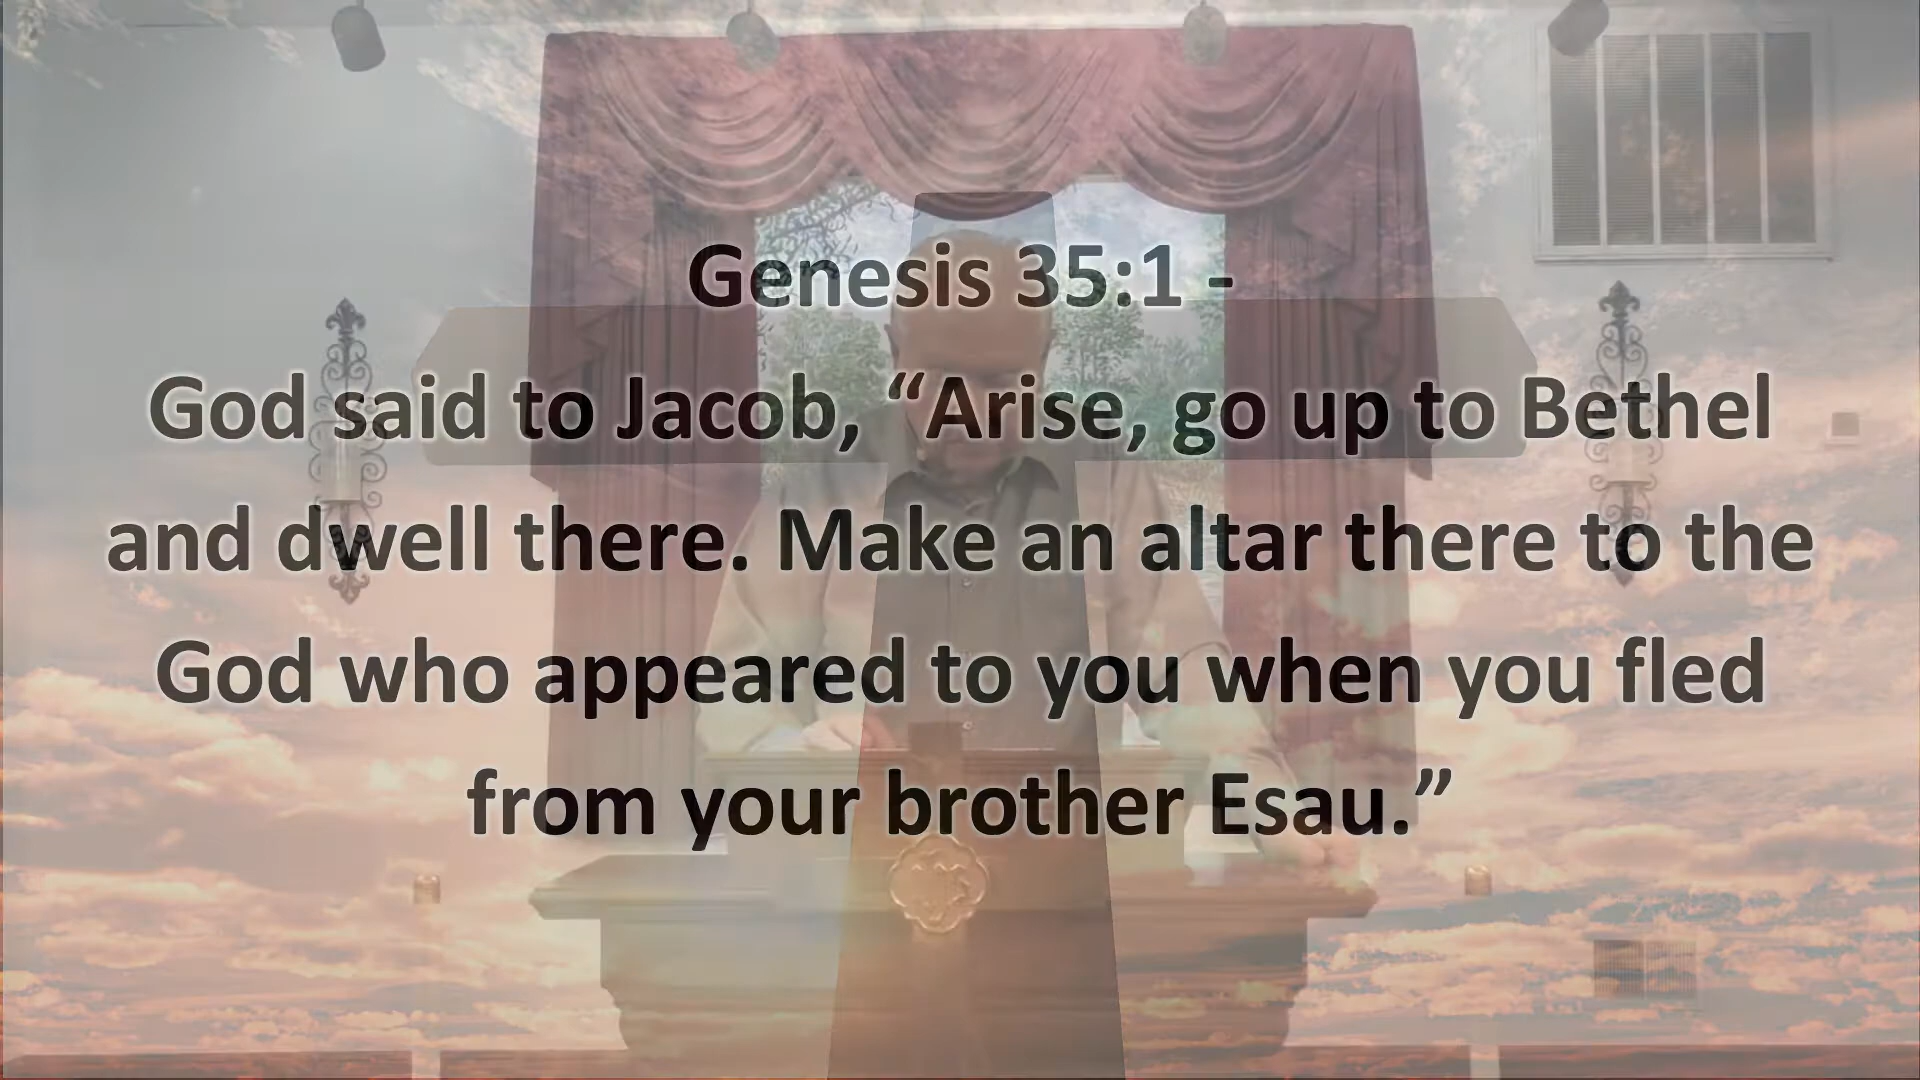 Genesis 35:1 -
God said to Jacob, “Arise, go up to Bethel
and dwell there. Make an altar there to the
God who appeared to you when you fled
from your brother Esau.”